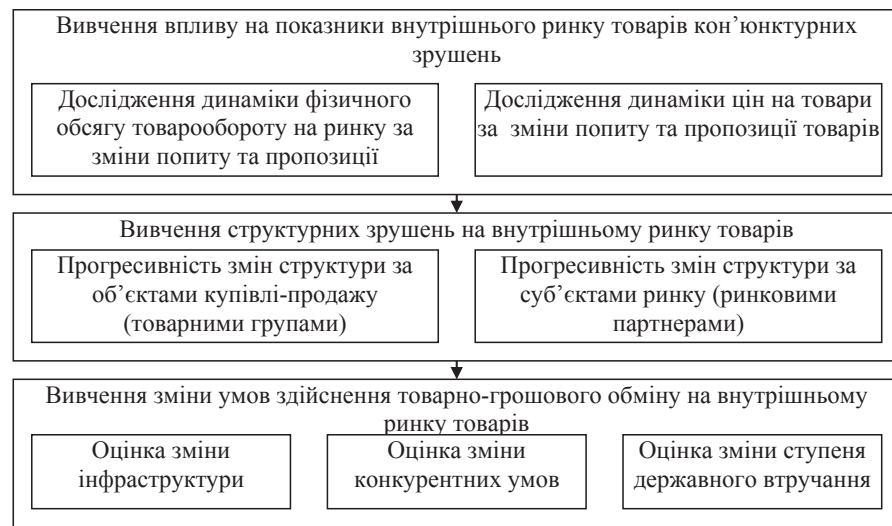 Вивчення впливу на показники внутрішнього ринку товарів кон’юнктурних
зрушень
Дослідження динаміки фізичного
обсягу товарообороту на ринку за
зміни попиту та пропозиції
Дослідження динаміки цін на товари
за зміни попиту та пропозиції товарів
Вивчення структурних зрушень на внутрішньому ринку товарів
Прогресивність змін структури за
об’єктами купівлі-продажу
(товарними групами)
Прогресивність змін структури за
суб’єктами ринку (ринковими
партнерами)
Вивчення зміни умов здійснення товарно-грошового обміну на внутрішньому
ринку товарів
Оцінка зміни
інфраструктури
Оцінка зміни
конкурентних умов
Оцінка зміни ступеня
державного втручання